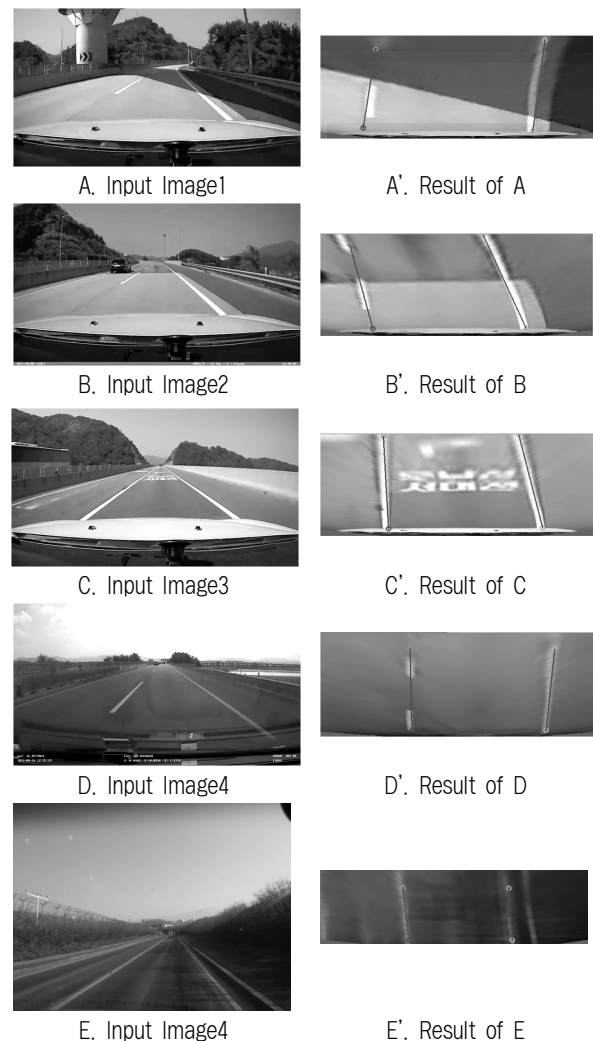 A. Input Image1
A'. Result of A
B. Input Image2
B'. Result of B
C. Input Image3
C'. Result of C
D. Input Image4
D'. Result of D
E. Input Image4
E'. Result of E